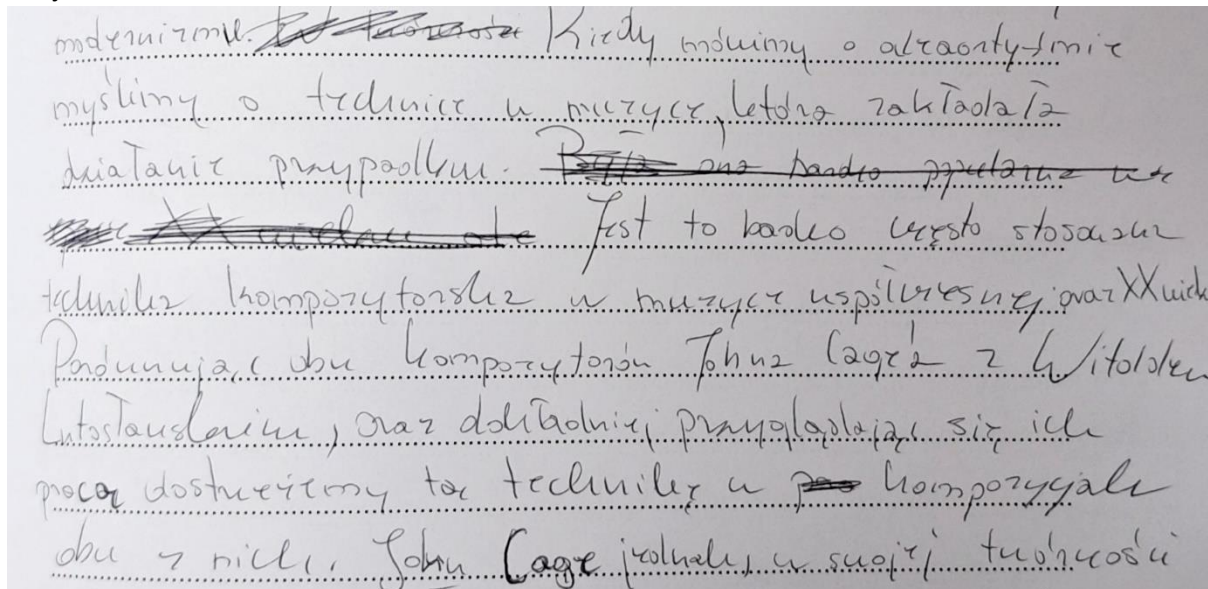 modernizmu. Kiedy mówimy o alraontyźmie
myślimy o technice w muzyce, która zakładała
działanie przypadku.
Jest to bardzo często stosowana
technika kompozytorska w muzyce współczesnej oraz XX wieku
Porównując obu kompozytorów Johna Cage'a z Witoldem
Lutosławskim, oraz dokładniej przyglądając się ich
pracą dostrzeżemy tą technikę w kompozycjach
obu z nich. John Cage jednak, w swojej twórczości